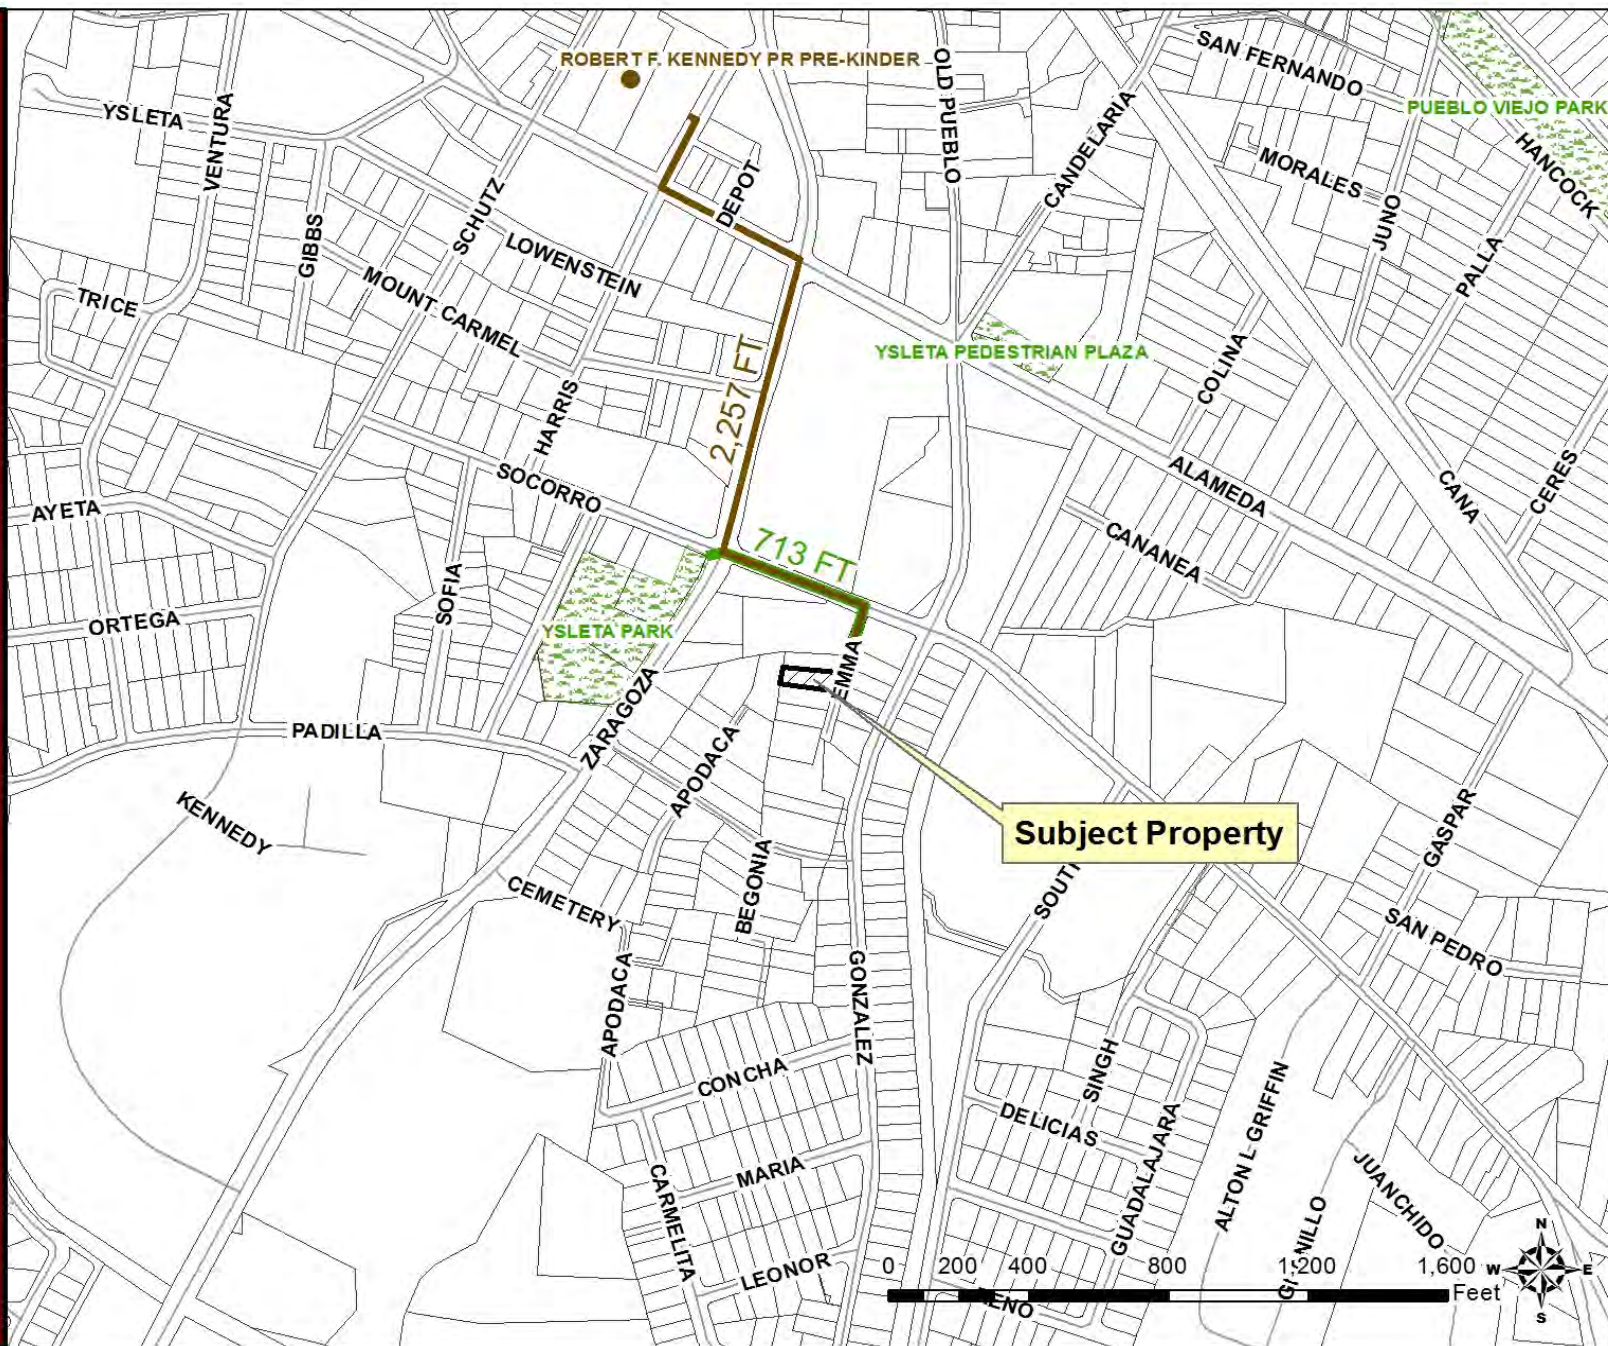 SAN FERNANDO
ROBERT F. KENNEDY PR PRE-KINDER
OLD PUEBLO
PUEBLO VIEJO PARK
YSLETA
VENTURA
CANDELARIA
HANCOCK
MORALES
DEPOT
SCHUTZ
JUNO
GIBBS
LOWENSTEIN
PALLA
TRICE
MOUNT CARMEL
YSLETA PEDESTRIAN PLAZA
COLINA
2,257 FT
HARRIS
SOCORRO
ALAMEDA
CANA
CERES
AYETA
713 FT
CANANEA
SOFIA
ORTEGA
YSLETA PARK
EMMA
ZARAGOZA
PADILLA
APODACA
KENNEDY
Subject Property
GASPAR
BEGONIA
CEMETERY
SOUTH
SAN PEDRO
APODACA
GONZALEZ
CONCHA
SINGH
DELICIAS
GUADALAJARA
ALTON L GRIFFIN
MARIA
CARMELITA
JUANCHIDO
LEONOR
N
W E
S
0 200 400 800 1,200 1,600
Feet